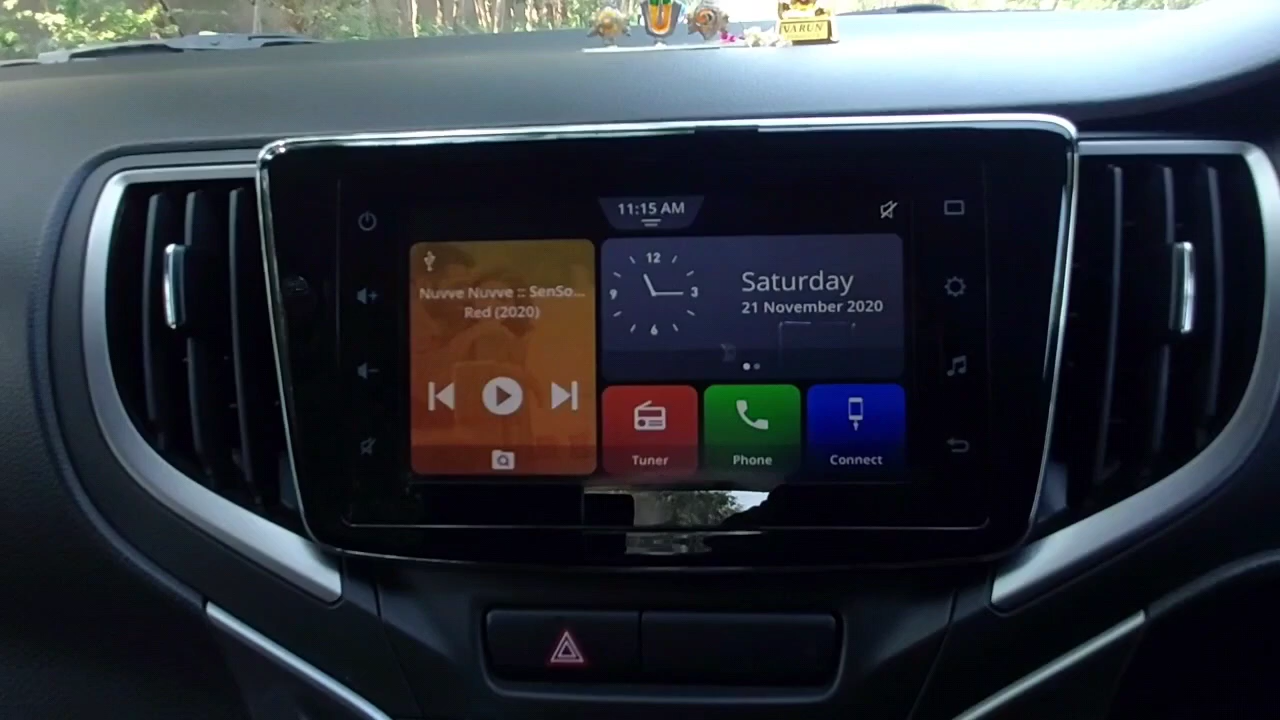 VARUN
11:15 AM
Nuvve Nuvve :: SenSo...
Red (2020)
12
9
3
6
Saturday
21 November 2020
Tuner
Phone
Connect